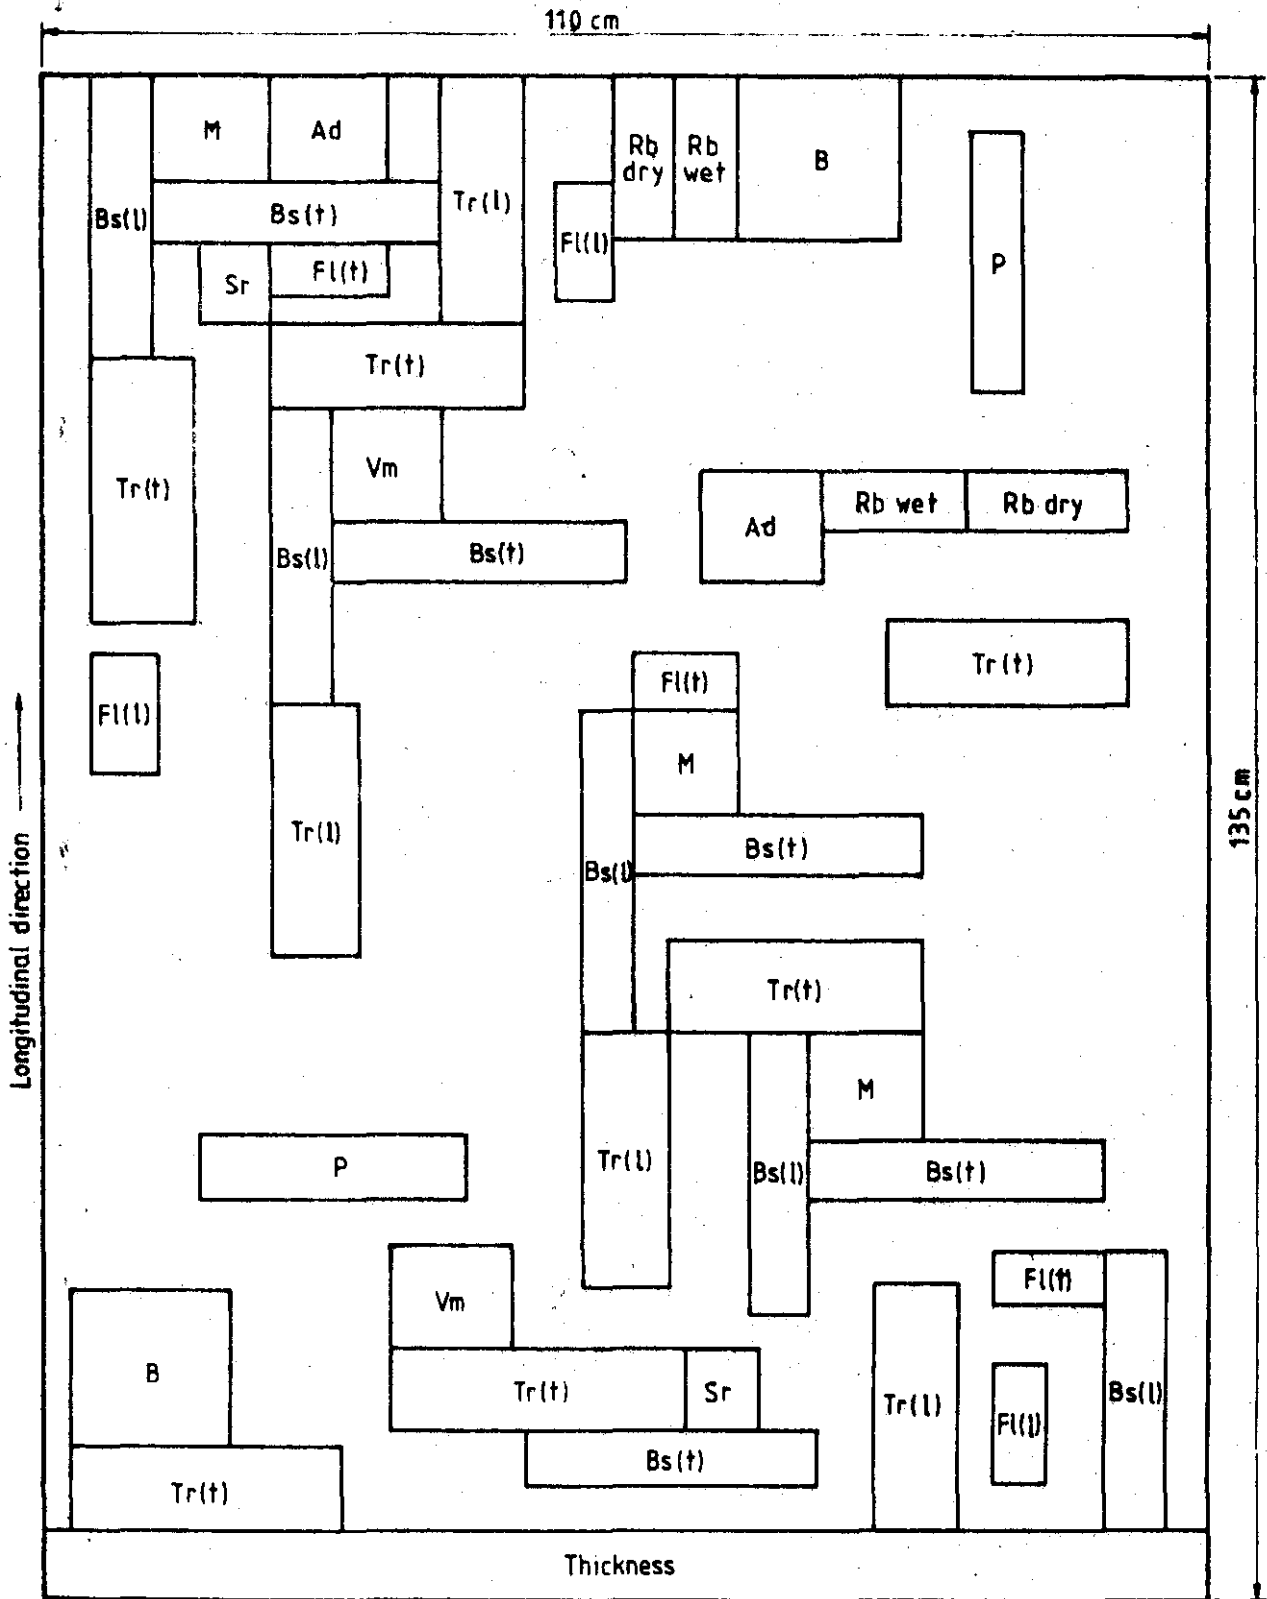 110 cm
M
Ad
Rb
dry
Rb
wet
B
Tr(l)
Bs(l)
Bs(t)
Fl(l)
P
Sr
Fl(t)
Tr(t)
Vm
Tr(t)
Bs(l)
Bs(t)
Ad
Rb wet
Rb dry
Tr(t)
Fl(t)
Fl(l)
M
Tr(l)
Bs(t)
Bs(l)
135 cm
Longitudinal direction
Tr(t)
M
P
Tr(l)
Bs(l)
Bs(t)
Fl(t)
Vm
B
Tr(t)
Sr
Tr(l)
Bs(l)
Fl(l)
Bs(t)
Tr(t)
Thickness